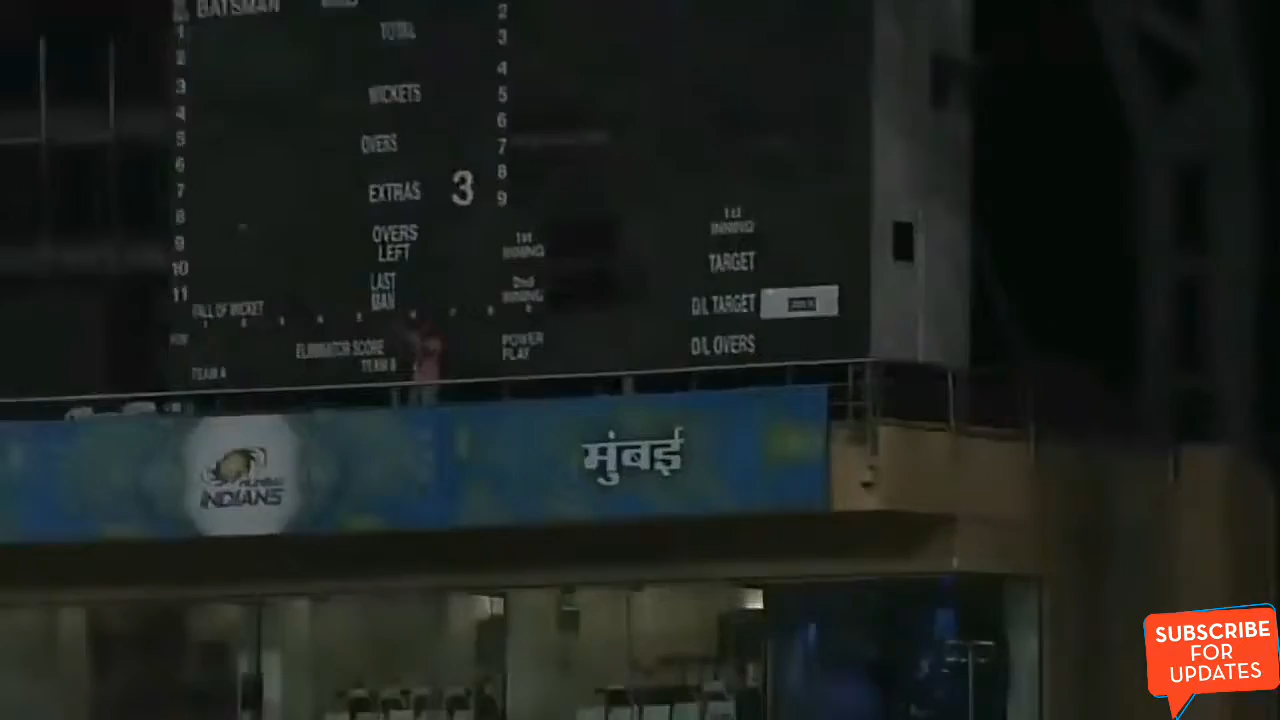 BATSMAN
1
2
3
4
5
6
7
8
9
10
11
TOTAL
WICKETS
OVERS
EXTRAS 3
OVERS
LEFT
LAST
MAN
2
3
4
5
6
7
8
9
1st
INNING
2nd
INNING
POWER
PLAY
1st
INNING
TARGET
D/L TARGET
D/L OVERS
FALL OF WICKET
ELIMINATOR SCORE
TEAM A
TEAM B
MUMBAI
INDIANS
मुंबई
SUBSCRIBE
FOR
UPDATES